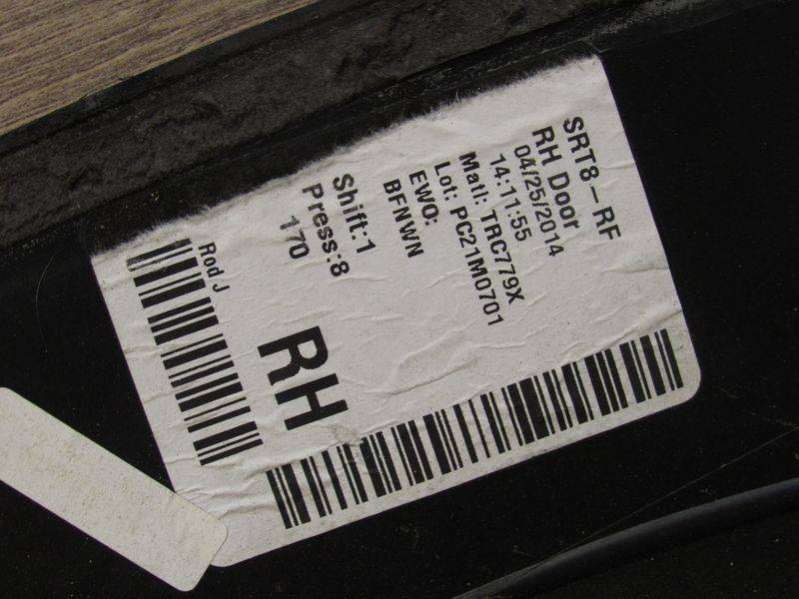 SRT8-RF
RH Door
04/25/2014
14:11:55
Matl: TRC779X
Lot: PC21M0701
EWO:
BFNWN
Shift:1
Press:8
170
RH
Rod J